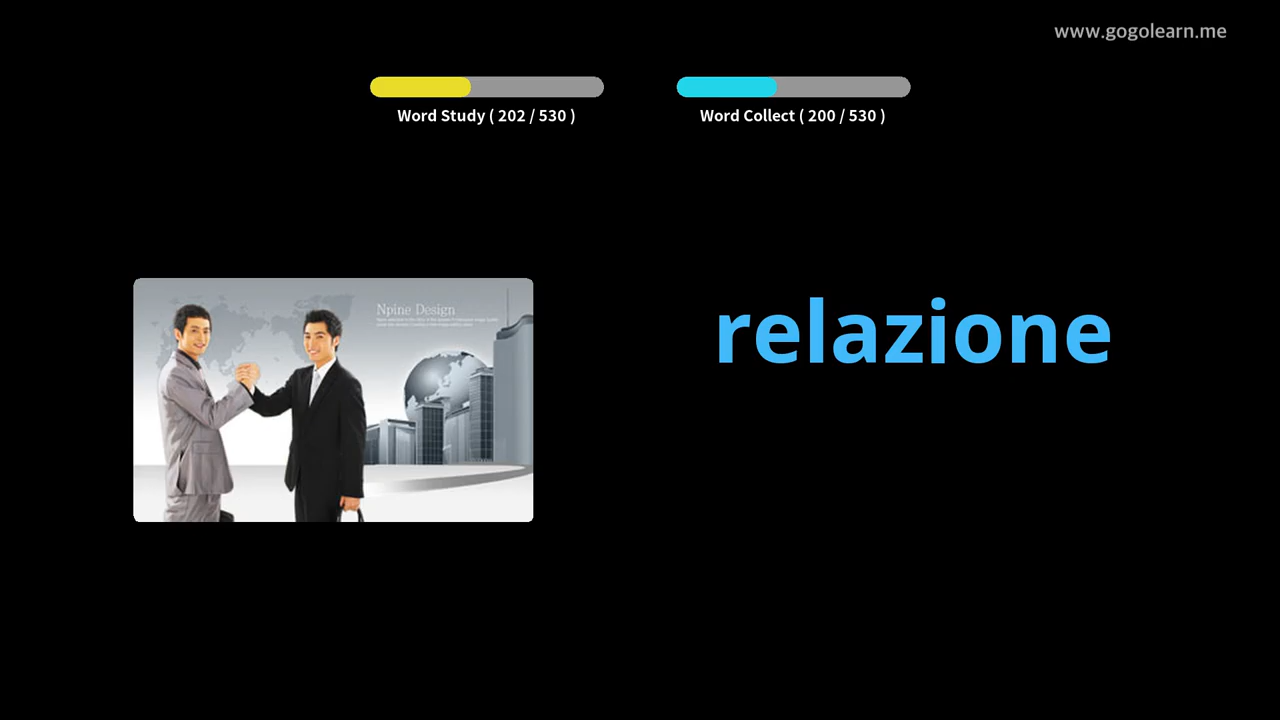 www.gogolearn.me
Word Study ( 202 / 530 )
Word Collect ( 200 / 530 )
Npine Design
relazione